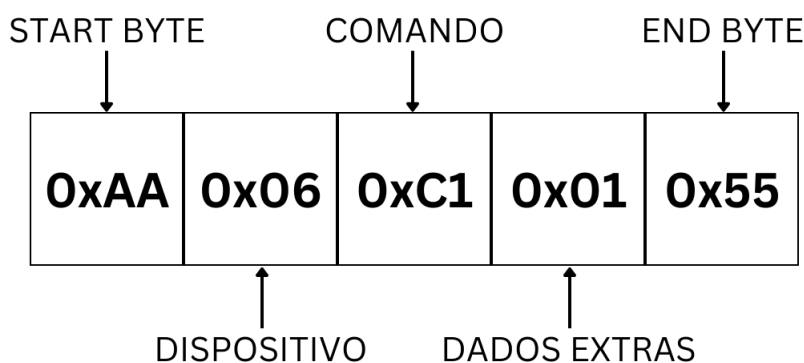 START BYTE COMANDO END BYTE
0xAA 0x06 0xC1 0x01 0x55
DISPOSITIVO DADOS EXTRAS